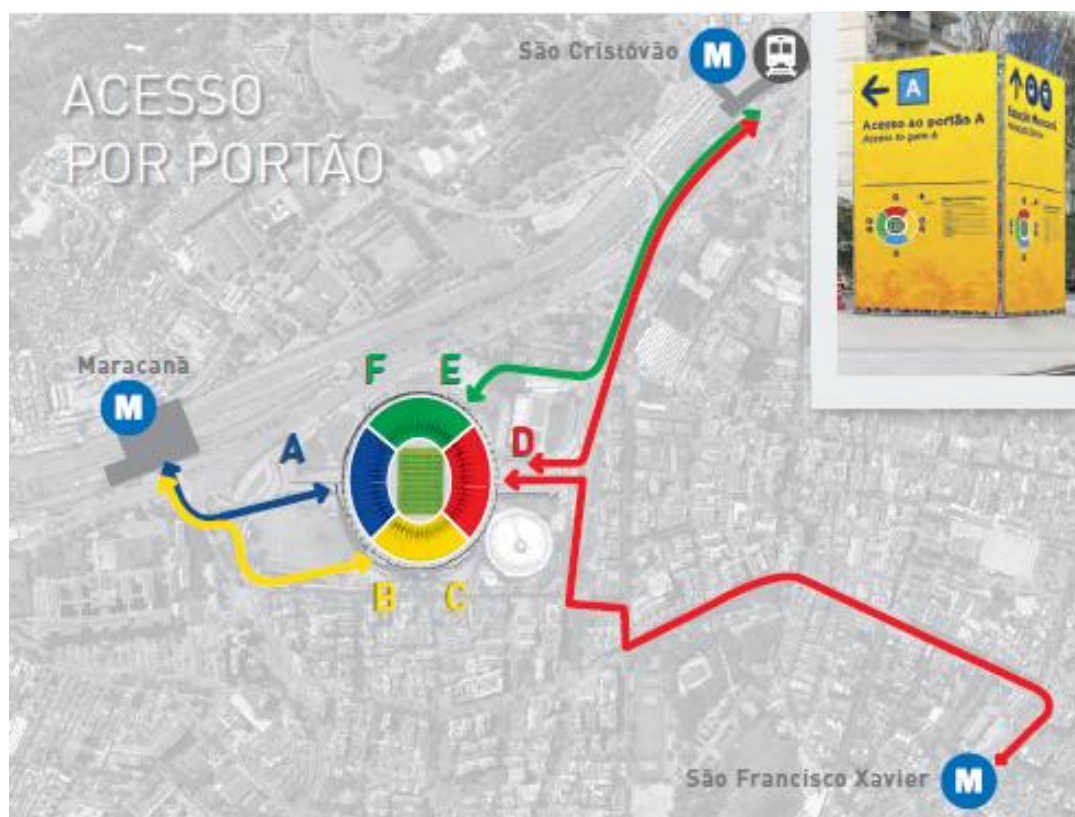 ACESSO
POR PORTÃO
São Cristóvão
M
A
Acesso ao portão A
Access to gate A
Maracanã
M
F
E
A
D
B
C
São Francisco Xavier
M